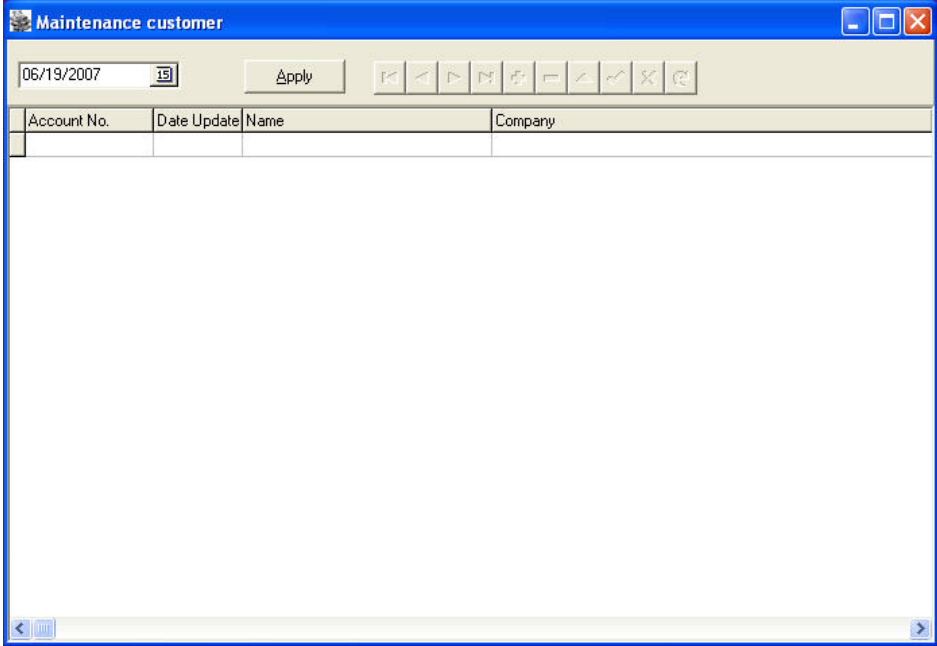 Maintenance customer
06/19/2007 15 Apply
Account No. Date Update Name Company